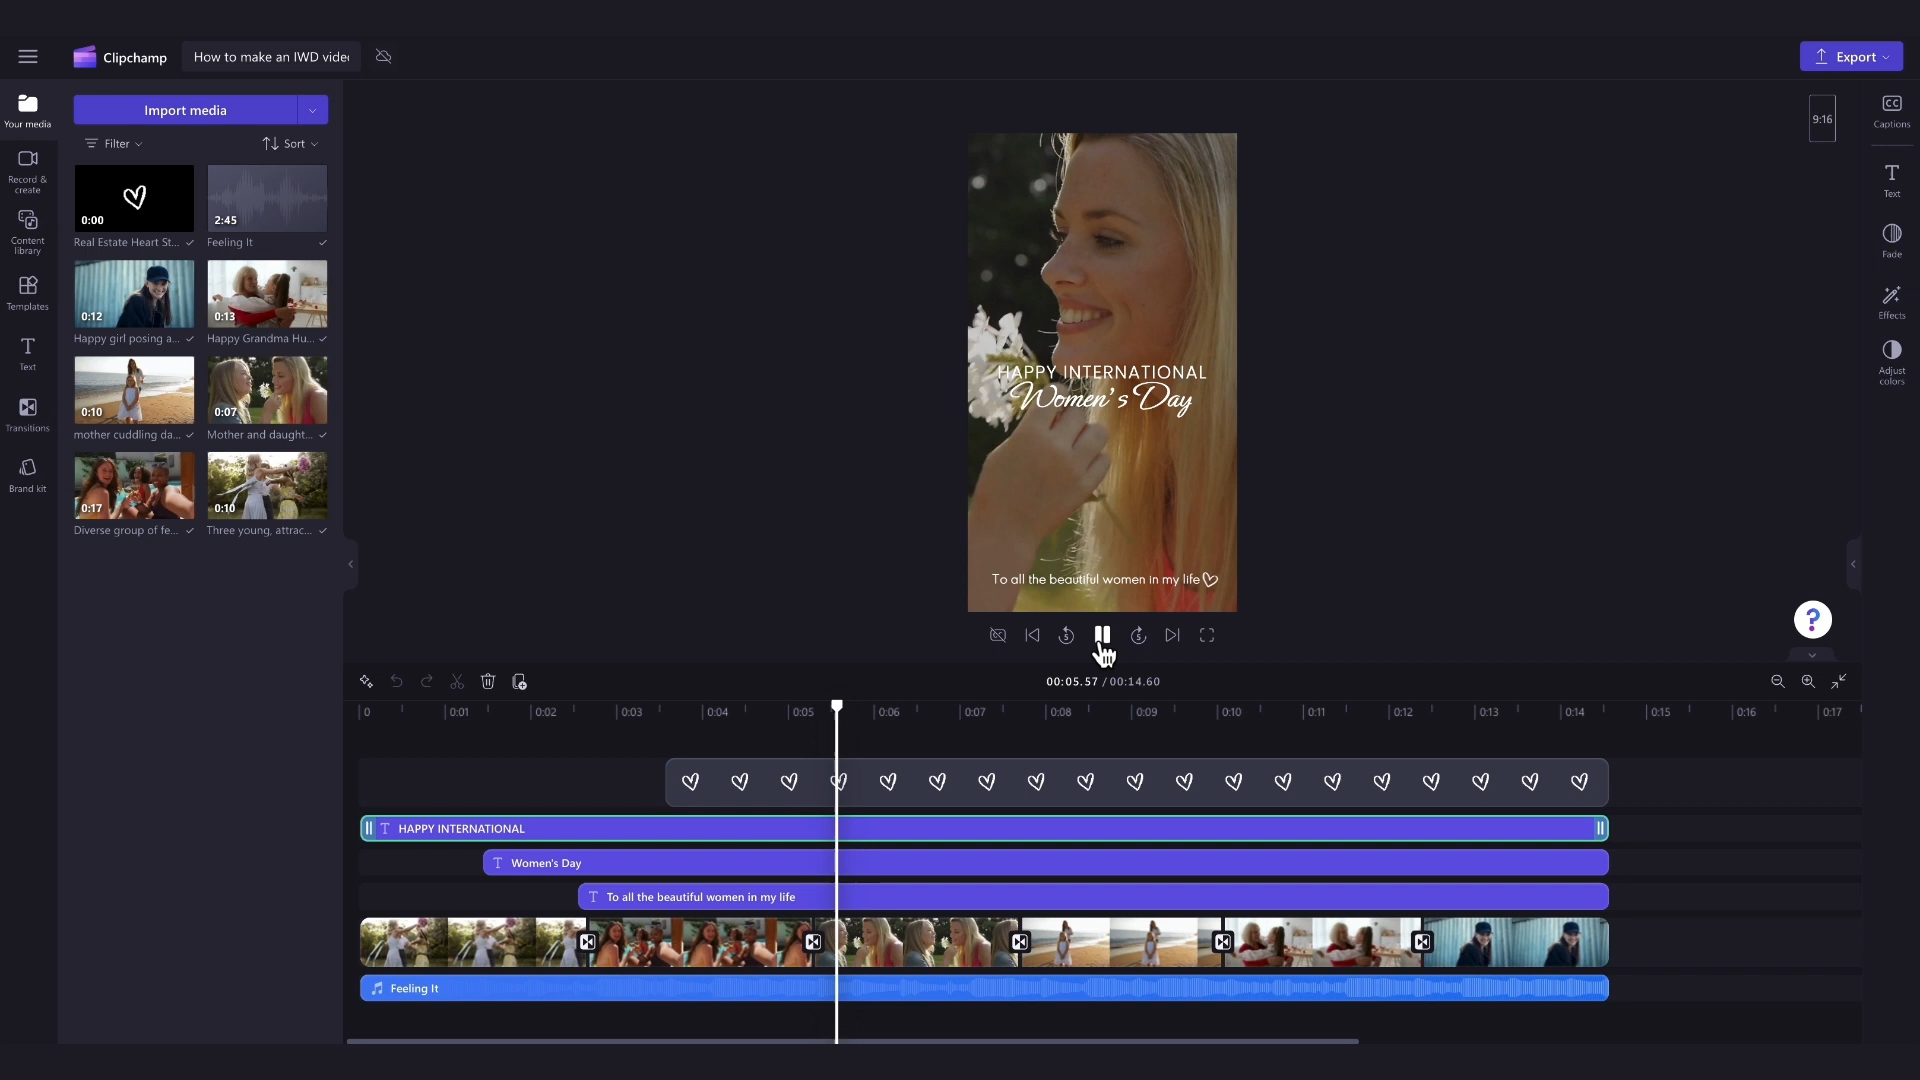 Clipchamp
How to make an IWD vide
Export
Your media
Record &
create
Content
library
Templates
Text
Transitions
Brand kit
Import media
Filter
Sort
0:00
Real Estate Heart St...
2:45
Feeling It
0:12
Happy girl posing a...
0:13
Happy Grandma Hu...
0:10
mother cuddling da...
0:07
Mother and daught...
0:17
Diverse group of fe...
0:10
Three young, attrac...
HAPPY INTERNATIONAL
Women's Day
To all the beautiful women in my life
9:16
CC
Captions
Text
Fade
Effects
Adjust
colors
?
5
5
00:05.57 / 00:14.60
0 0:01 0:02 0:03 0:04 0:05 0:06 0:07 0:08 0:09 0:10 0:11 0:12 0:13 0:14 0:15 0:16 0:17
T HAPPY INTERNATIONAL
T Women's Day
T To all the beautiful women in my life
Feeling It